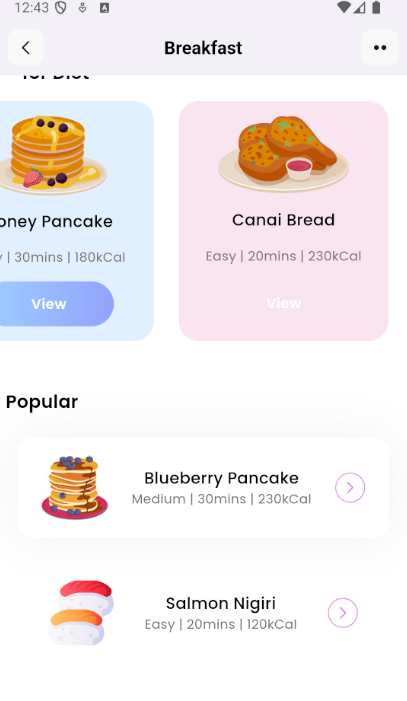 12:43
Breakfast
for Diet
oney Pancake
Canai Bread
y | 30mins | 180kCal
Easy | 20mins | 230kCal
View
View
Popular
Blueberry Pancake
Medium | 30mins | 230kCal
Salmon Nigiri
Easy | 20mins | 120kCal